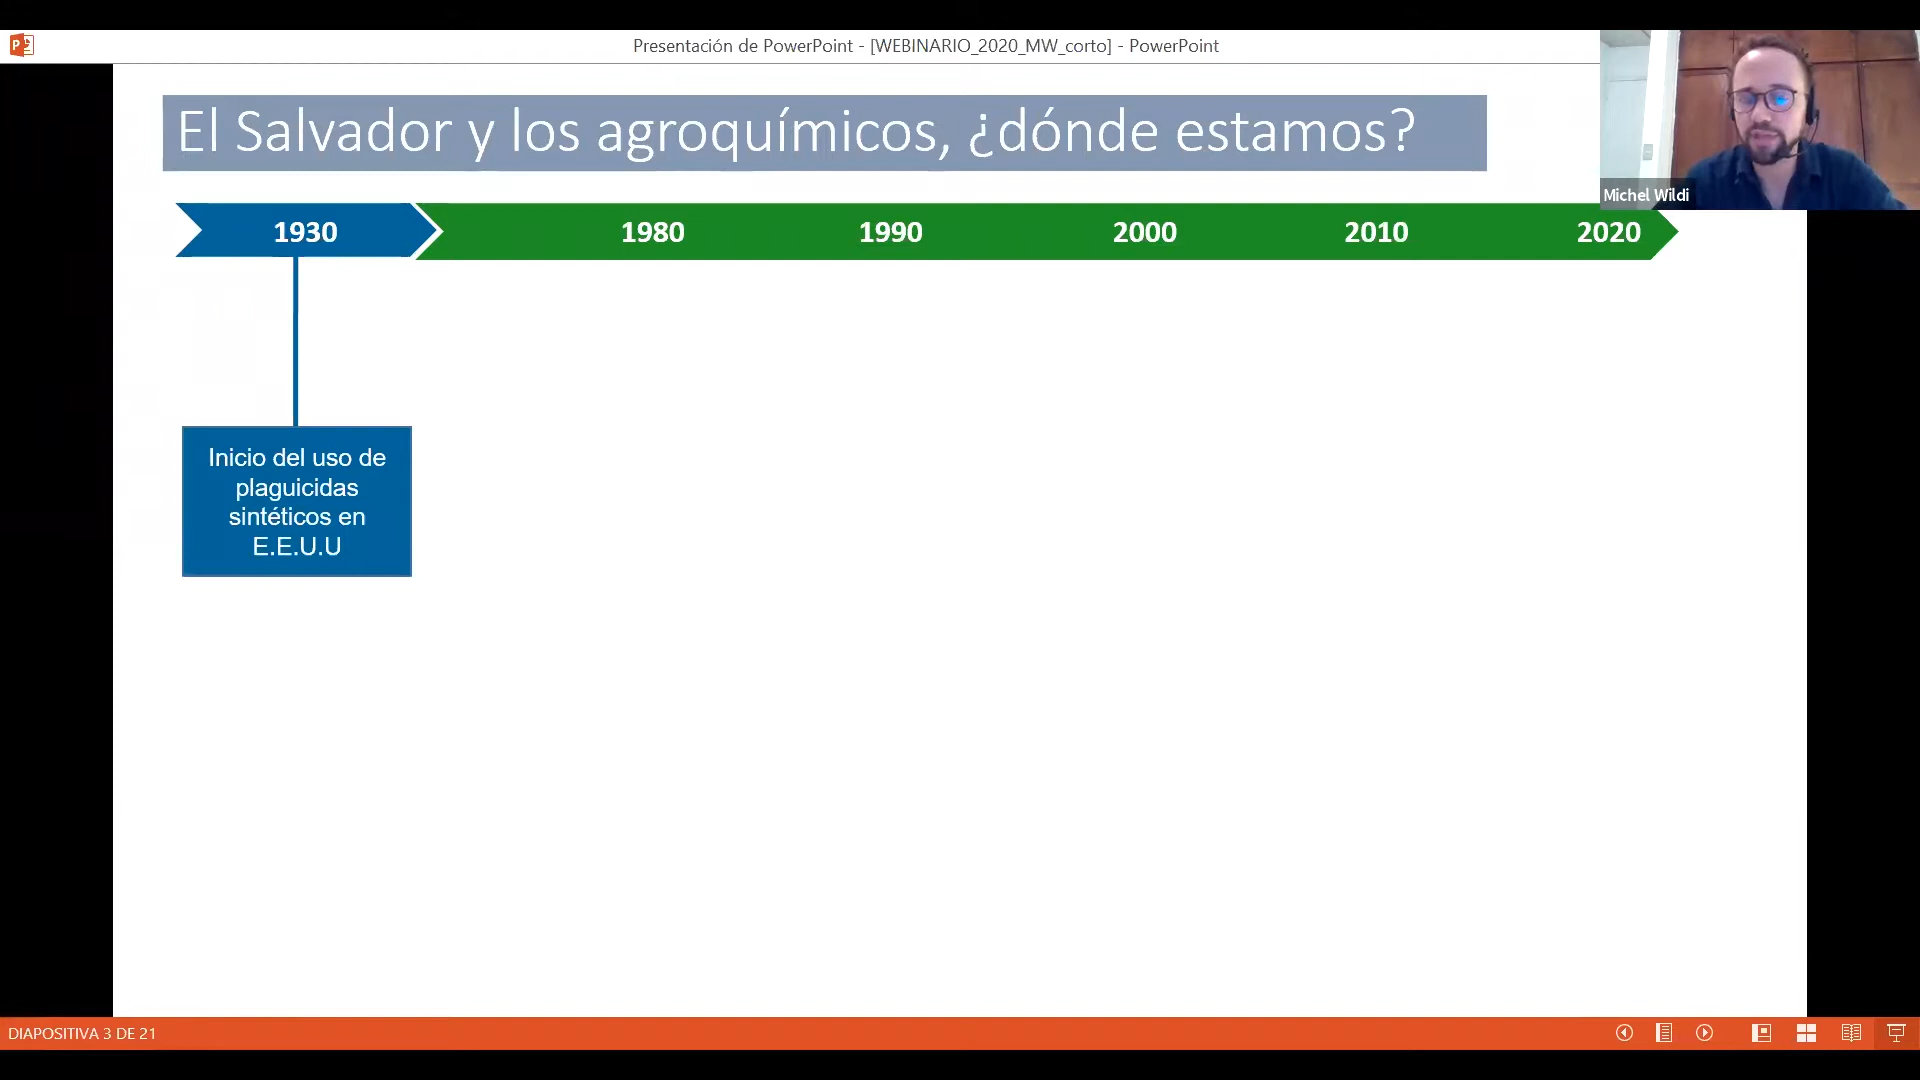 Presentación de PowerPoint - [WEBINARIO_2020_MW_corto] - PowerPoint
El Salvador y los agroquímicos, ¿dónde estamos?
Michel Wildi
1930 1980 1990 2000 2010 2020
Inicio del uso de
plaguicidas
sintéticos en
E.E.U.U
DIAPOSITIVA 3 DE 21